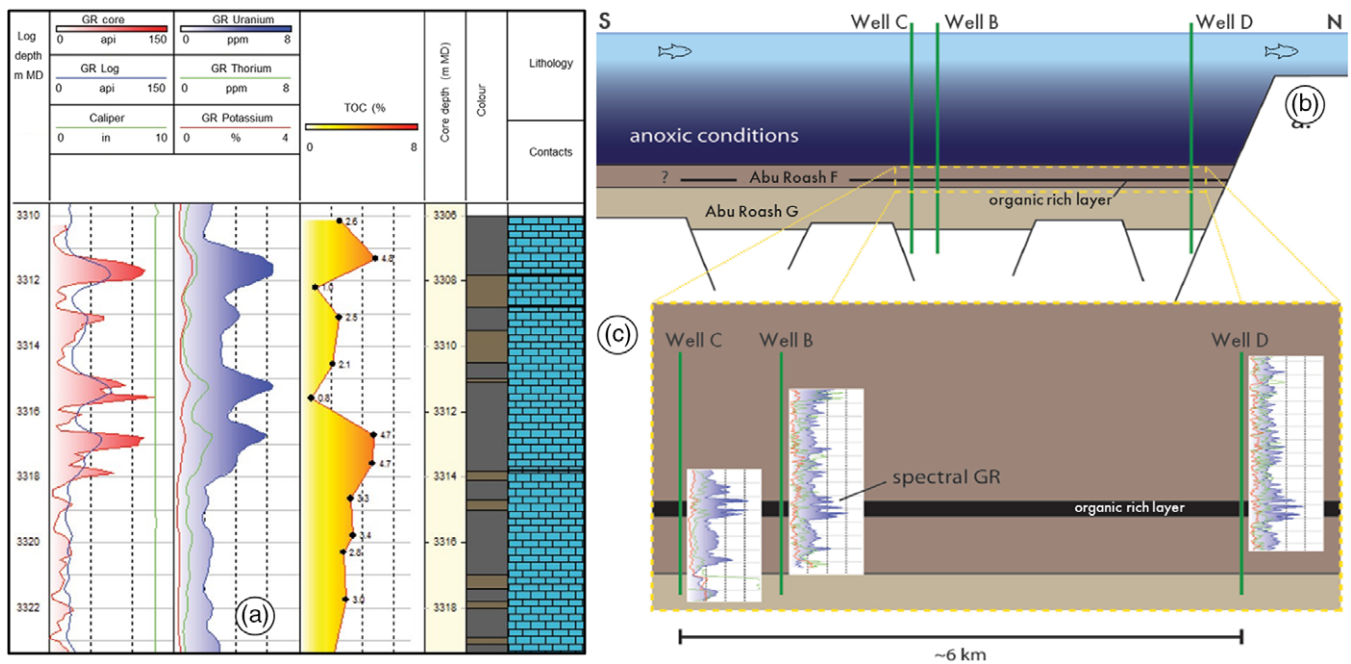 Log
depth
m MD
GR core
0 api 150
GR Log
0 api 150
Caliper
0 in 10
GR Uranium
0 ppm 8
GR Thorium
0 ppm 8
GR Potassium
0 % 4
TOC (%
0 8
Core depth (m MD)
Colour
Lithology
Contacts
3310
3312
3314
3316
3318
3320
3322
2.6
4.8
1.0
2.5
2.1
0.8
4.7
4.7
3.3
3.4
2.8
3.0
3306
3308
3310
3312
3314
3316
3318
(a)
S
Well C
Well B
Well D
N
(b)
anoxic conditions
? Abu Roash F
organic rich layer
Abu Roash G
(c)
Well C
Well B
Well D
spectral GR
organic rich layer
~6 km